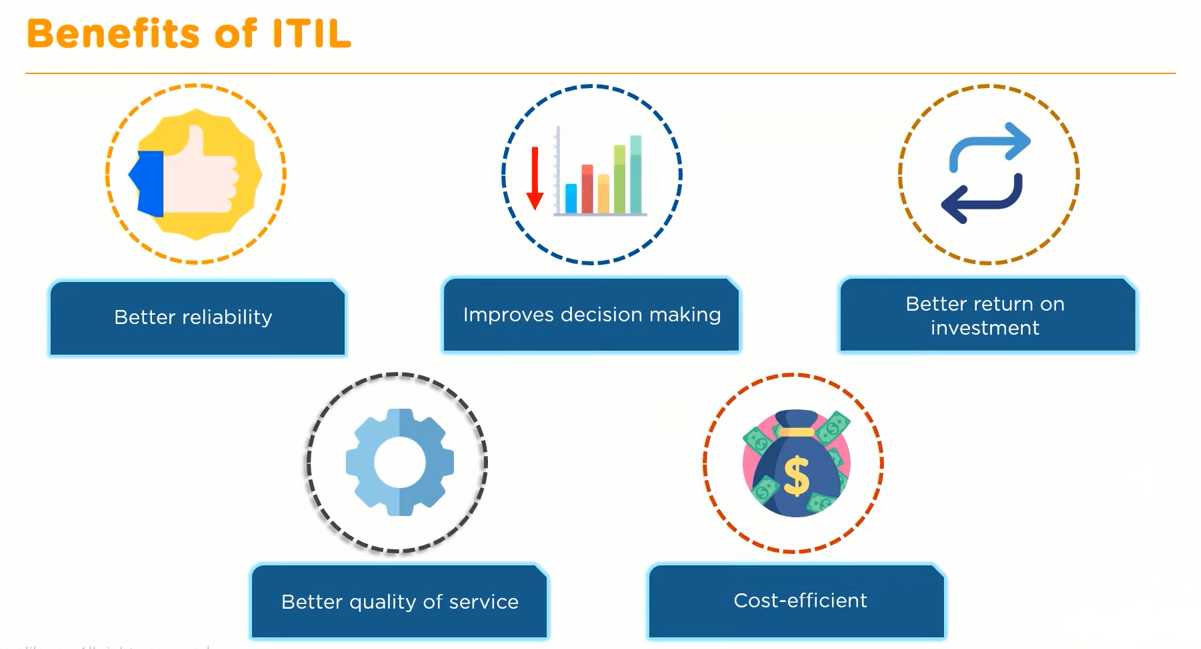 Benefits of ITIL
Better reliability
Improves decision making
Better return on
investment
Better quality of service
Cost-efficient